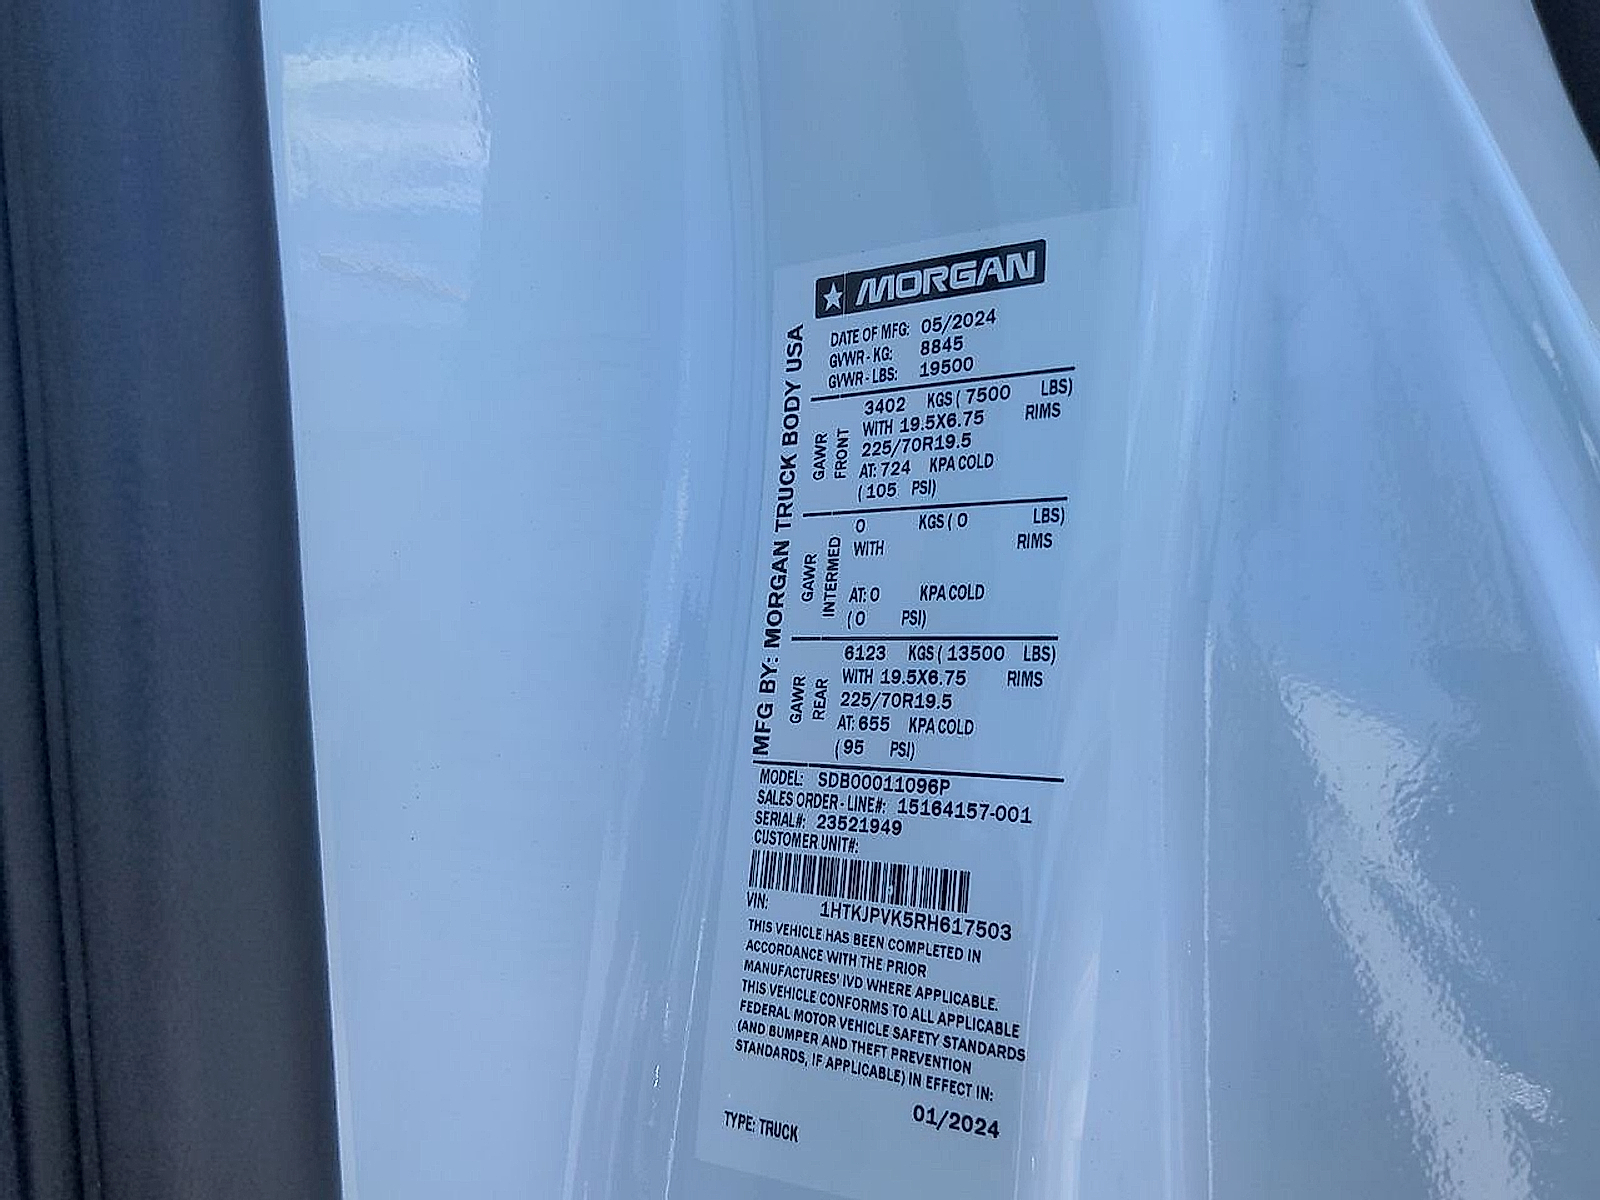 MORGAN
MFG BY: MORGAN TRUCK BODY USA
DATE OF MFG: 05/2024
GVWR - KG: 8845
GVWR - LBS: 19500
GAWR FRONT
3402 KGS ( 7500 LBS)
WITH 19.5X6.75 RIMS
225/70R19.5
AT: 724 KPA COLD
( 105 PSI)
GAWR INTERMED
0 KGS ( 0 LBS)
WITH RIMS
AT: 0 KPA COLD
( 0 PSI)
GAWR REAR
6123 KGS ( 13500 LBS)
WITH 19.5X6.75 RIMS
225/70R19.5
AT: 655 KPA COLD
( 95 PSI)
MODEL: SDB00011096P
SALES ORDER - LINE#: 15164157-001
SERIAL#: 23521949
CUSTOMER UNIT#:
VIN: 1HTKJPVK5RH617503
THIS VEHICLE HAS BEEN COMPLETED IN
ACCORDANCE WITH THE PRIOR
MANUFACTURES' IVD WHERE APPLICABLE.
THIS VEHICLE CONFORMS TO ALL APPLICABLE
FEDERAL MOTOR VEHICLE SAFETY STANDARDS
(AND BUMPER AND THEFT PREVENTION
STANDARDS, IF APPLICABLE) IN EFFECT IN:
01/2024
TYPE: TRUCK